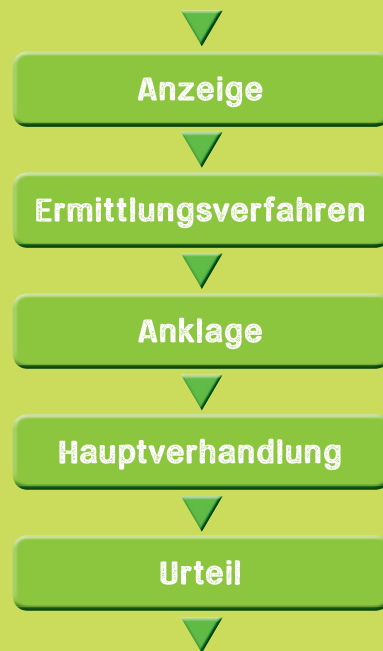 Anzeige
Ermittlungsverfahren
Anklage
Hauptverhandlung
Urteil